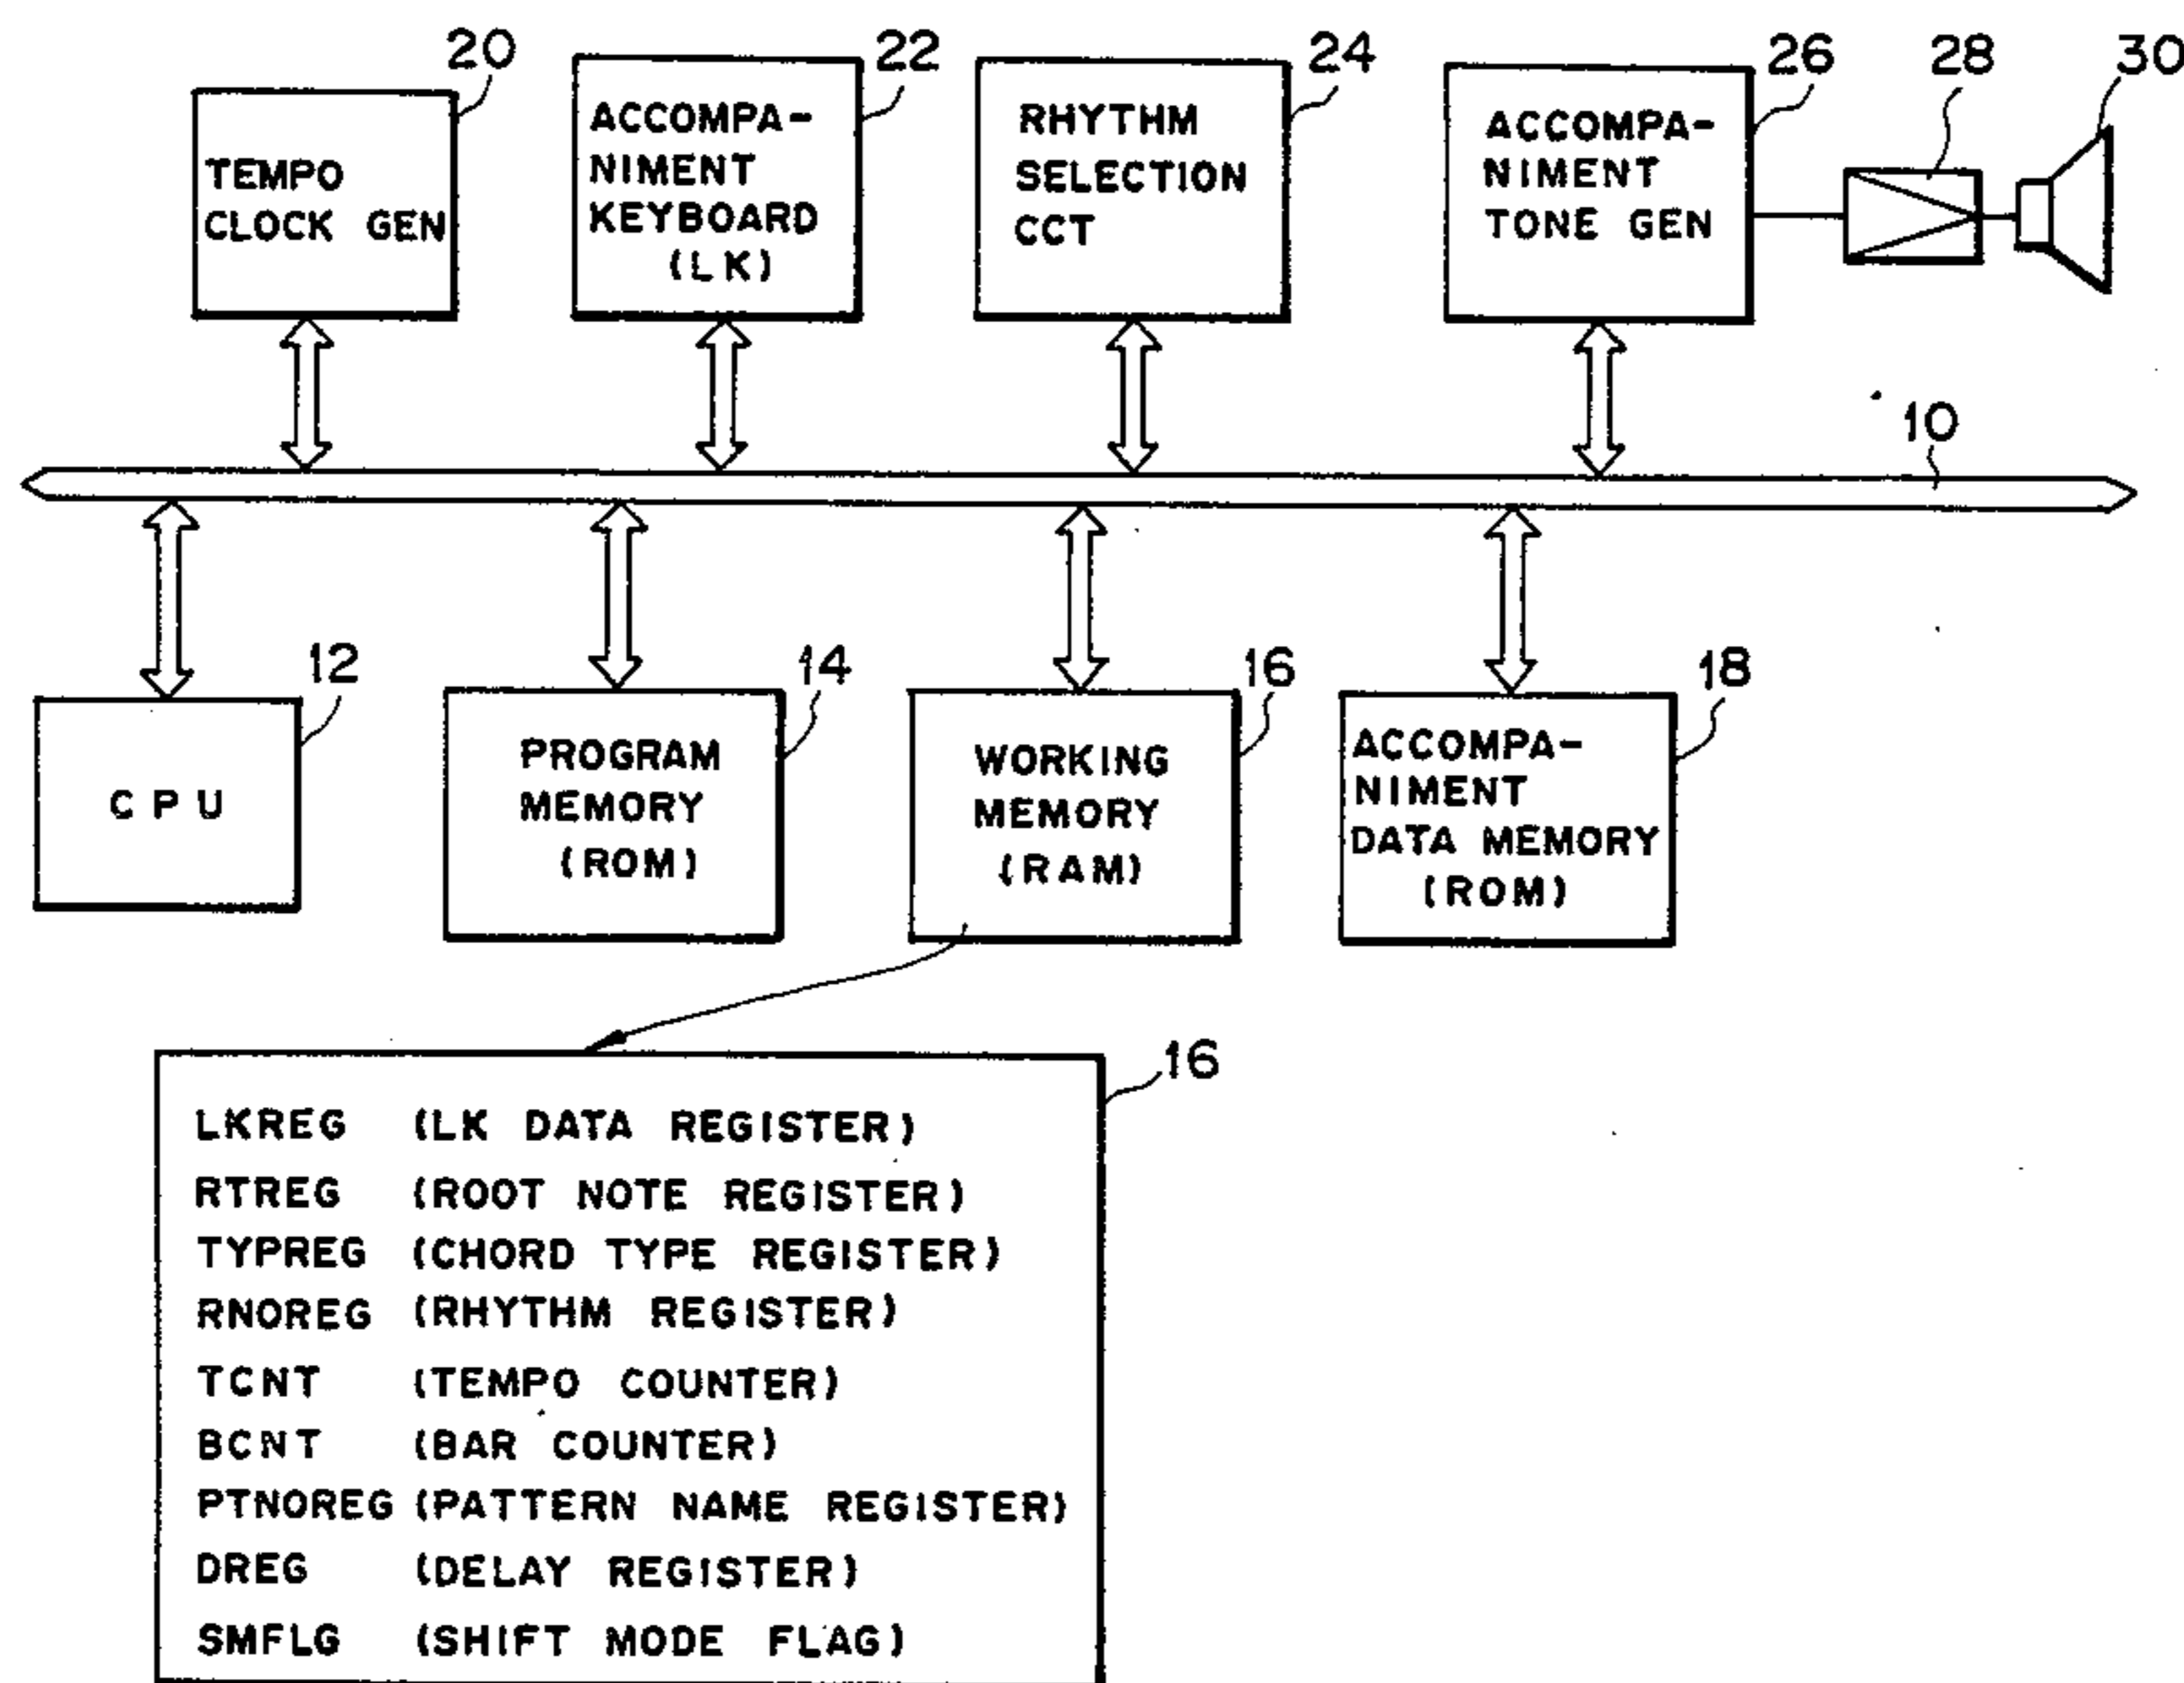 20
22
24
26
28
30
TEMPO
CLOCK GEN
ACCOMPA-
NIMENT
KEYBOARD
(LK)
RHYTHM
SELECTION
CCT
ACCOMPA-
NIMENT
TONE GEN
10
12
14
16
18
CPU
PROGRAM
MEMORY
(ROM)
WORKING
MEMORY
(RAM)
ACCOMPA-
NIMENT
DATA MEMORY
(ROM)
16
LKREG (LK DATA REGISTER)
RTREG (ROOT NOTE REGISTER)
TYPREG (CHORD TYPE REGISTER)
RNOREG (RHYTHM REGISTER)
TCNT (TEMPO COUNTER)
BCNT (BAR COUNTER)
PTNOREG (PATTERN NAME REGISTER)
DREG (DELAY REGISTER)
SMFLG (SHIFT MODE FLAG)